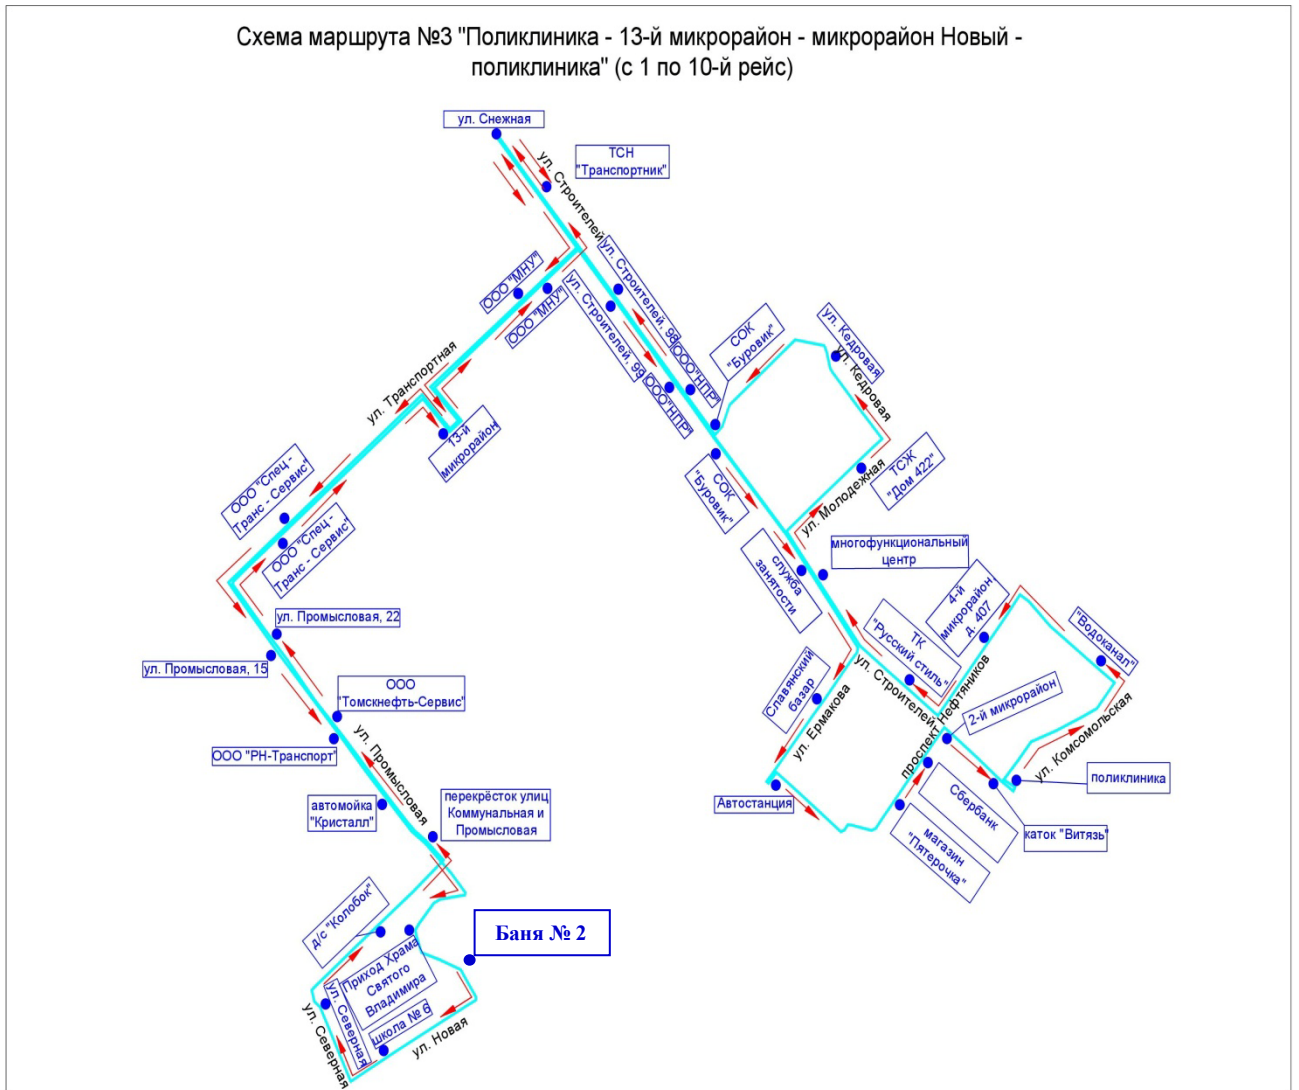 Схема маршрута №3 "Поликлиника - 13-й микрорайон - микрорайон Новый -
поликлиника" (с 1 по 10-й рейс)
ул. Снежная
ТСН
"Транспортник"
ул. Строителей
ООО "МНУ"
ООО "МНУ"
ул. Строителей, 98
ул. Строителей, 99
ООО"НПР"
ООО"НПР"
СОК
"Буровик"
ул. Кедровая
ул. Кедровая
ул. Транспортная
13-й
микрорайон
СОК
"Буровик"
ул. Молодежная
ТСЖ
"Дом 422"
ООО "Спец -
Транс - Сервис"
ООО "Спец -
Транс - Сервис"
многофункциональный
центр
служба
занятости
4-й
микрорайон,
д. 407
"Водоканал"
ТК
"Русский стиль"
ул. Промысловая, 22
ул. Промысловая, 15
ООО
"Томскнефть-Сервис"
ООО "РН-Транспорт"
ул. Промысловая
Славянский
базар
ул. Ермакова
ул. Строителей
проспект Нефтяников
2-й микрорайон
ул. Комсомольская
поликлиника
Автостанция
Сбербанк
каток "Витязь"
магазин
"Пятерочка"
автомойка
"Кристалл"
перекрёсток улиц
Коммунальная и
Промысловая
д/с "Колобок"
Баня № 2
Приход Храма
Святого
Владимира
ул. Северная
ул. Северная
школа № 6
ул. Новая